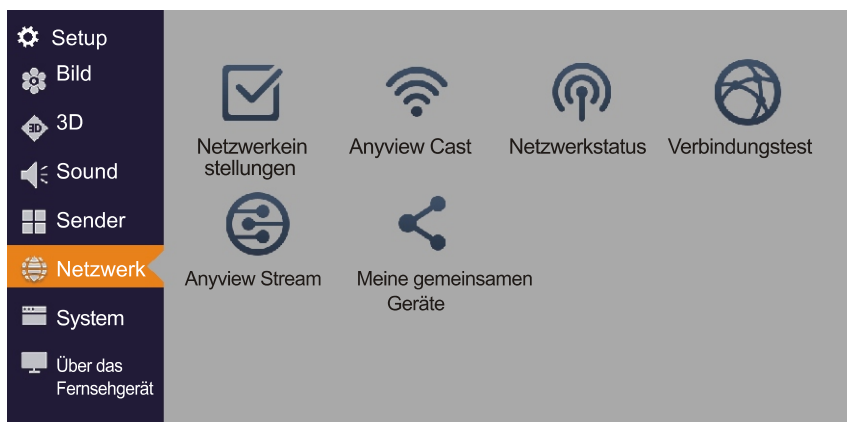 Setup
Bild
3D
3D
Sound
Sender
Netzwerk
System
Über das
Fernsehgerät
Netzwerkein
stellungen
Anyview Cast
Netzwerkstatus
Verbindungstest
Anyview Stream
Meine gemeinsamen
Geräte